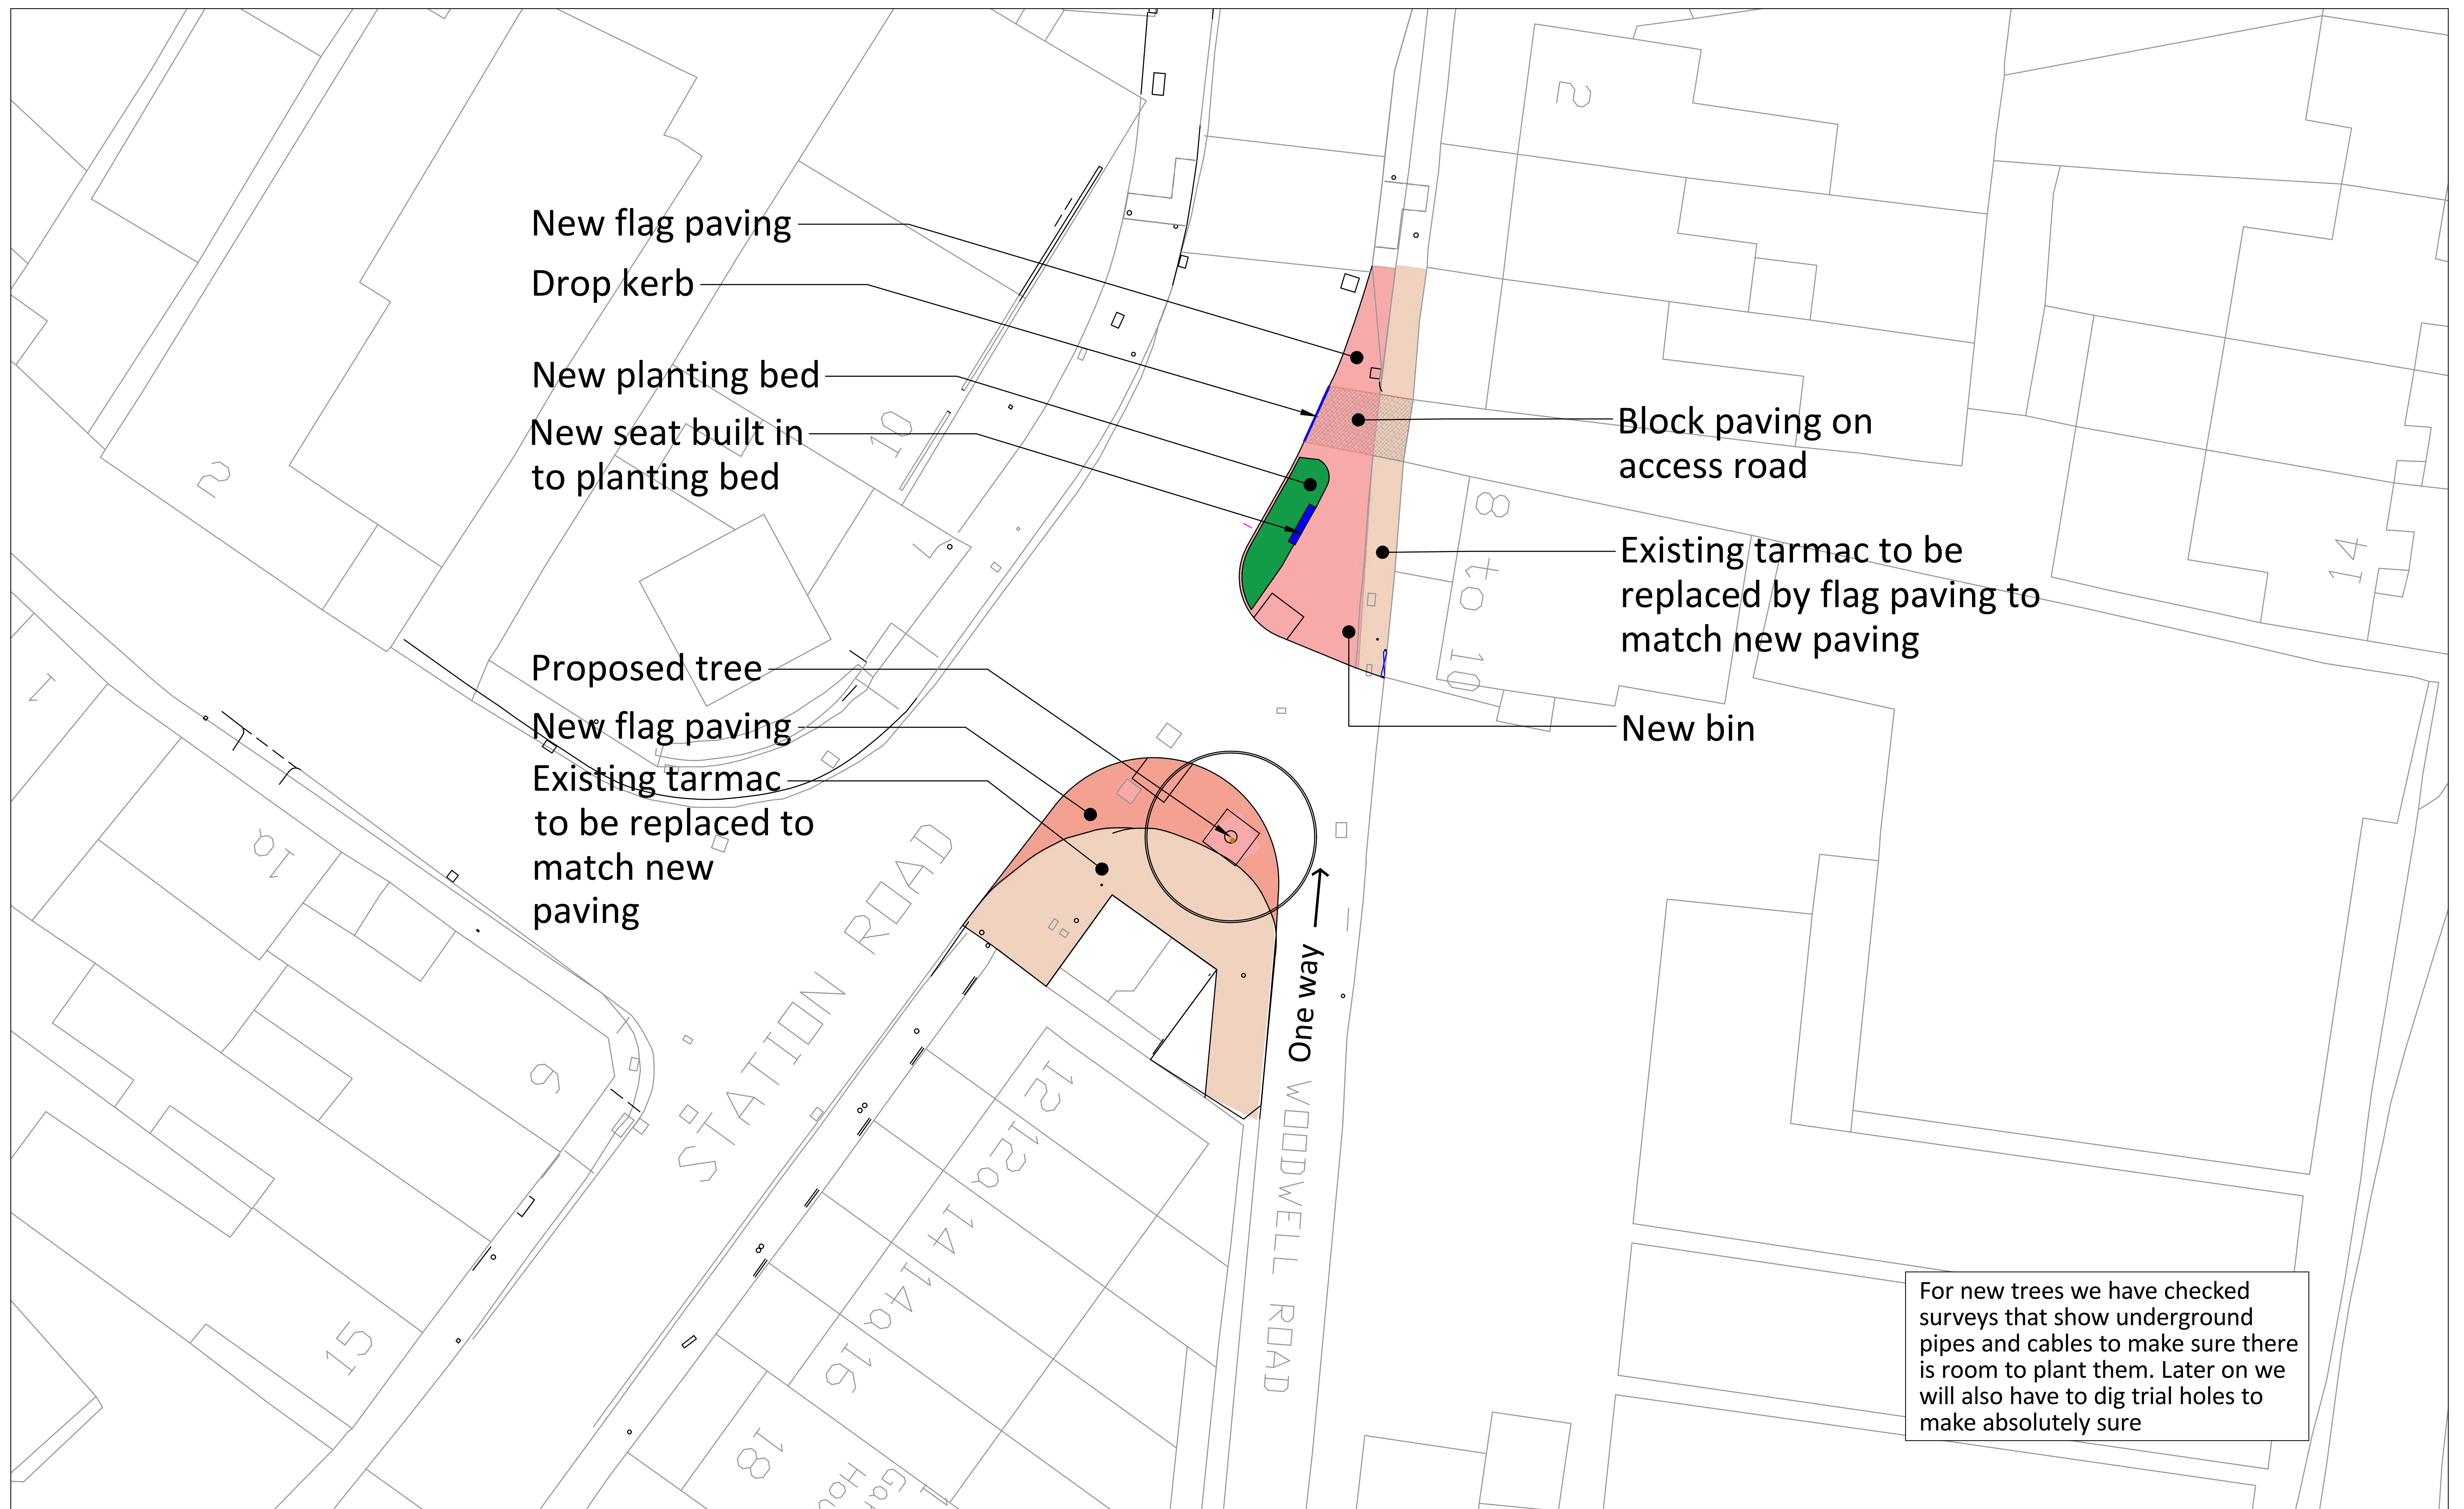 New flag paving
Drop kerb
New planting bed
New seat built in
to planting bed
Block paving on
access road
Existing tarmac to be
replaced by flag paving to
match new paving
New bin
Proposed tree
New flag paving
Existing tarmac
to be replaced to
match new
paving
One way
STATION ROAD
WOODWELL ROAD
2
2
10
7
8
8 to 10
14
1
1a
9
15
12
12a
14
14a
16
18
For new trees we have checked
surveys that show underground
pipes and cables to make sure there
is room to plant them. Later on we
will also have to dig trial holes to
make absolutely sure